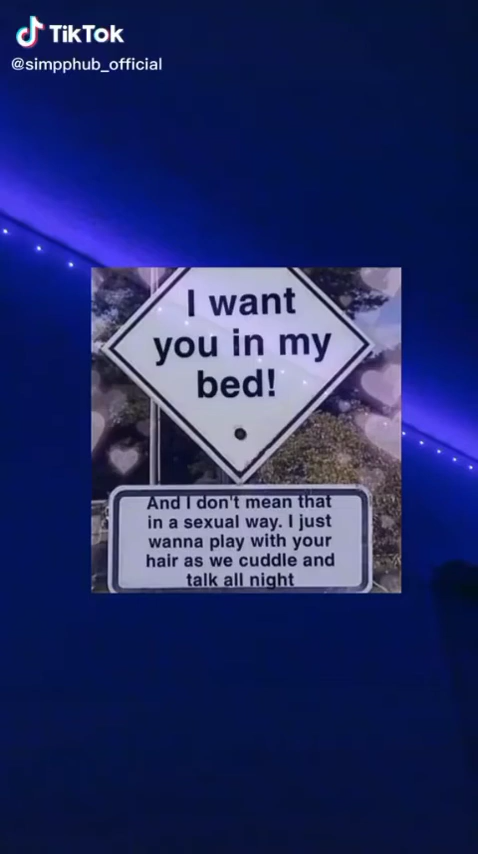 TikTok
@simpphub_official
I want
you in my
bed!
And I don't mean that
in a sexual way. I just
wanna play with your
hair as we cuddle and
talk all night